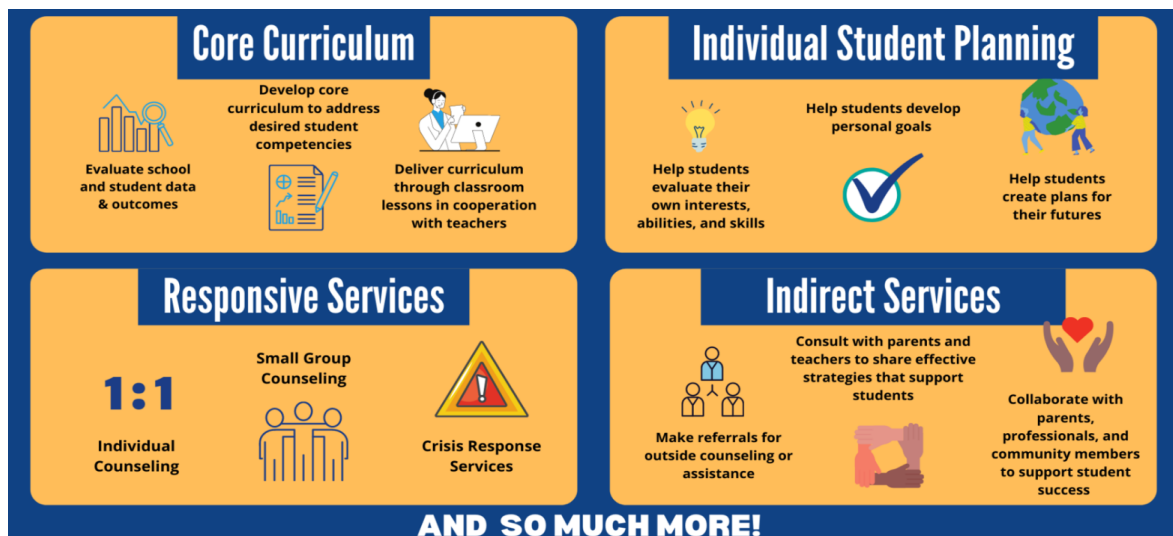 Core Curriculum
Evaluate school
and student data
& outcomes
Develop core
curriculum to address
desired student
competencies
Deliver curriculum
through classroom
lessons in cooperation
with teachers
Individual Student Planning
Help students
evaluate their
own interests,
abilities, and skills
Help students develop
personal goals
Help students
create plans for
their futures
Responsive Services
1:1
Individual
Counseling
Small Group
Counseling
Crisis Response
Services
Indirect Services
Make referrals for
outside counseling or
assistance
Consult with parents and
teachers to share effective
strategies that support
students
Collaborate with
parents,
professionals, and
community members
to support student
success
AND SO MUCH MORE!